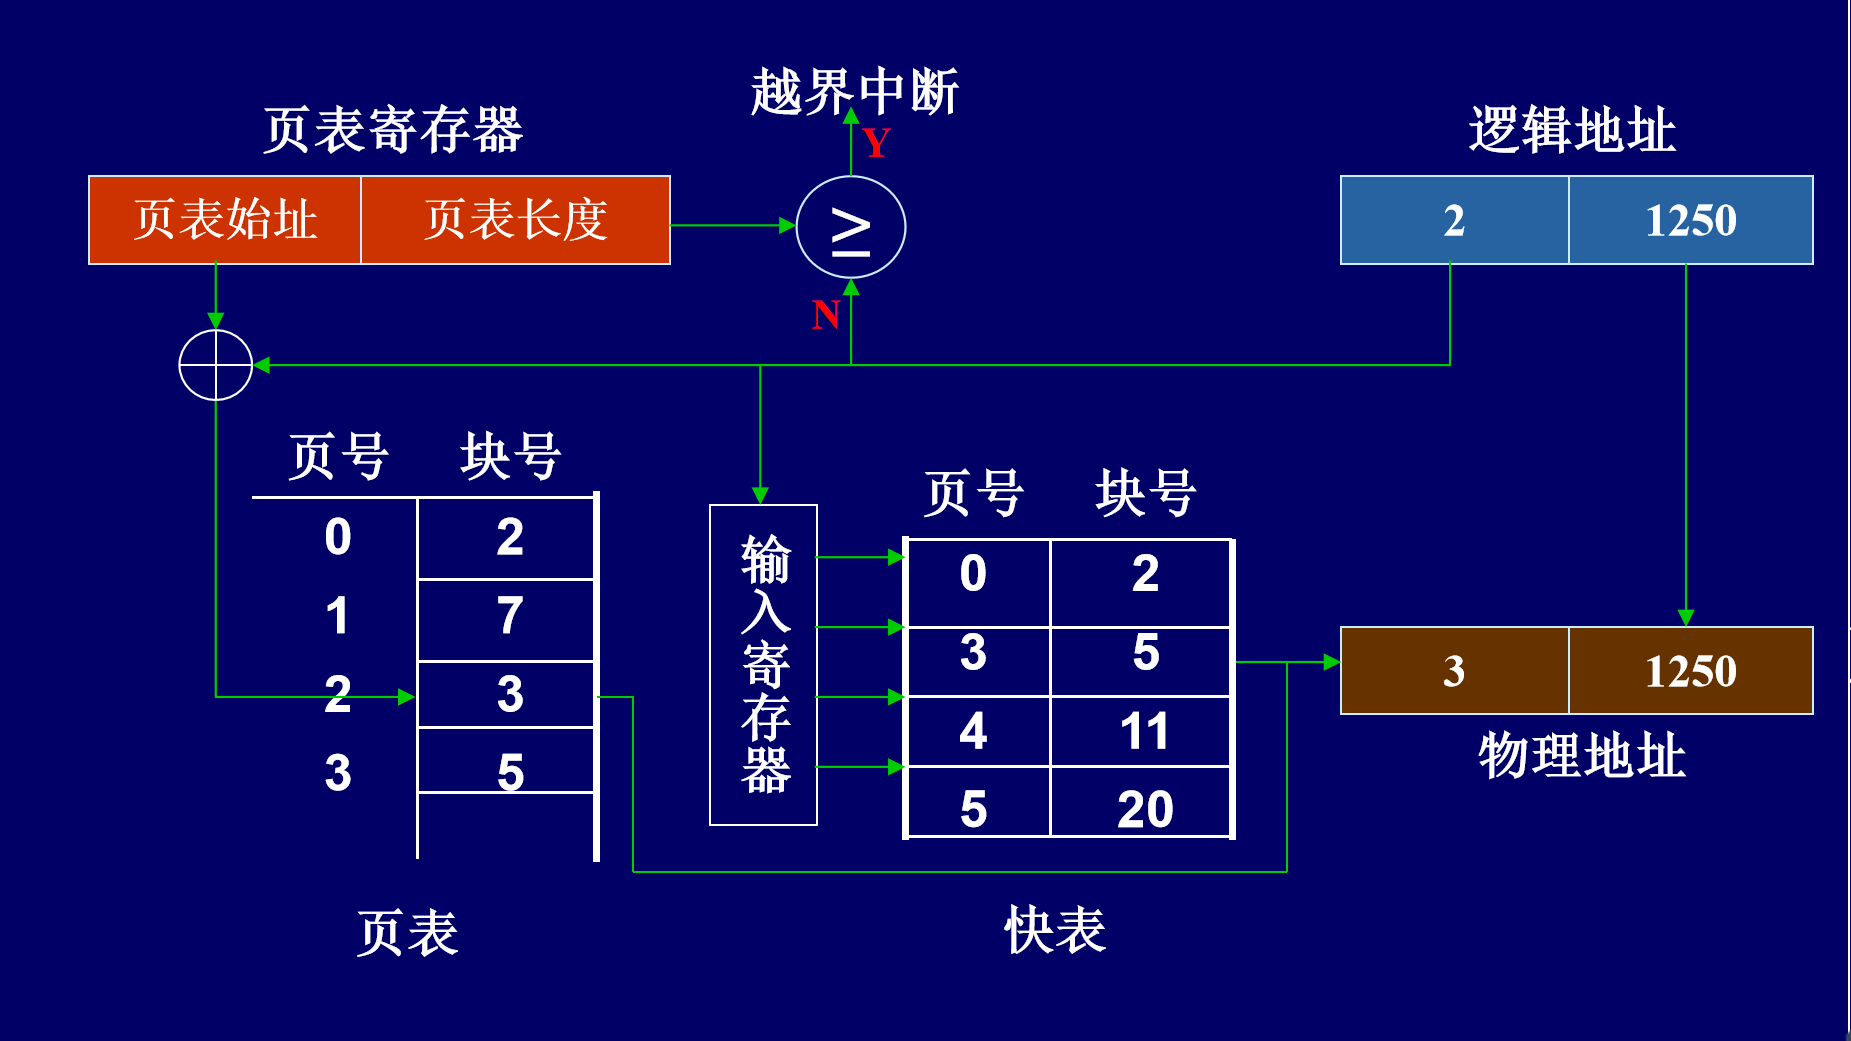 越界中断
页表寄存器
Y
逻辑地址
页表始址 页表长度
≥
2 1250
N
页号 块号
0 2
1 7
2 3
3 5
页表
输入寄存器
页号 块号
0 2
3 5
4 11
5 20
快表
3 1250
物理地址